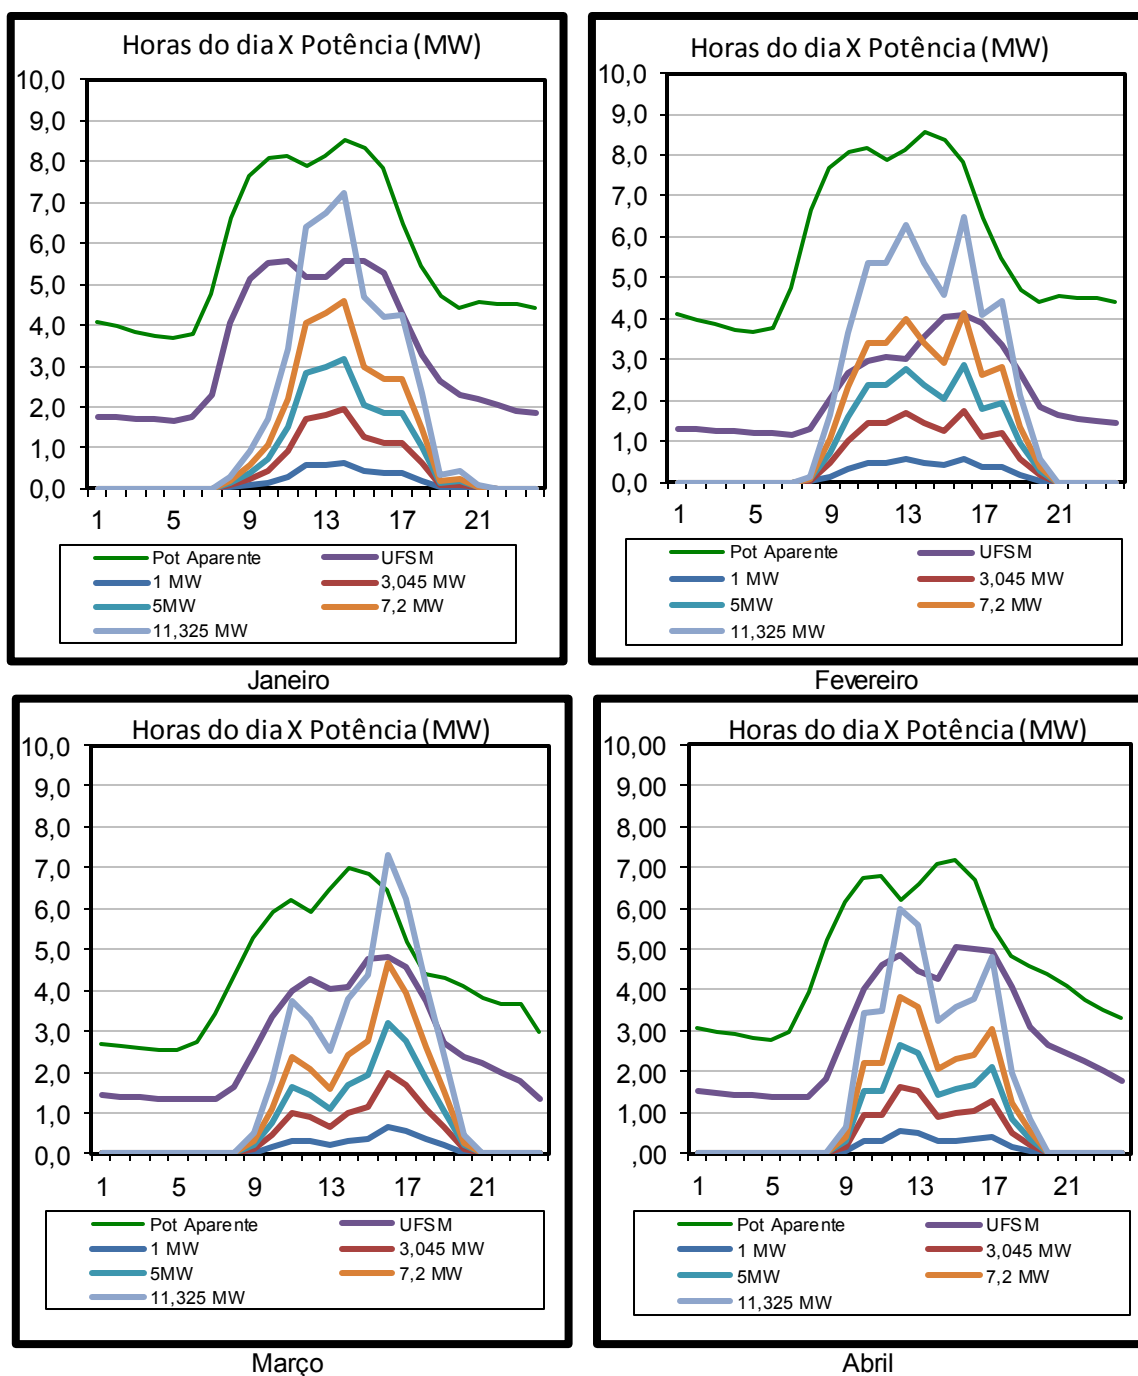 Horas do dia X Potência (MW)
10,0
9,0
8,0
7,0
6,0
5,0
4,0
3,0
2,0
1,0
0,0
1 5 9 13 17 21
Pot Aparente UFSM
1 MW 3,045 MW
5MW 7,2 MW
11,325 MW
Janeiro
Horas do dia X Potência (MW)
10,0
9,0
8,0
7,0
6,0
5,0
4,0
3,0
2,0
1,0
0,0
1 5 9 13 17 21
Pot Aparente UFSM
1 MW 3,045 MW
5MW 7,2 MW
11,325 MW
Fevereiro
Horas do dia X Potência (MW)
10,0
9,0
8,0
7,0
6,0
5,0
4,0
3,0
2,0
1,0
0,0
1 5 9 13 17 21
Pot Aparente UFSM
1 MW 3,045 MW
5MW 7,2 MW
11,325 MW
Março
Horas do dia X Potência (MW)
10,00
9,00
8,00
7,00
6,00
5,00
4,00
3,00
2,00
1,00
,00
1 5 9 13 17 21
Pot Aparente UFSM
1 MW 3,045 MW
5MW 7,2 MW
11,325 MW
Abril